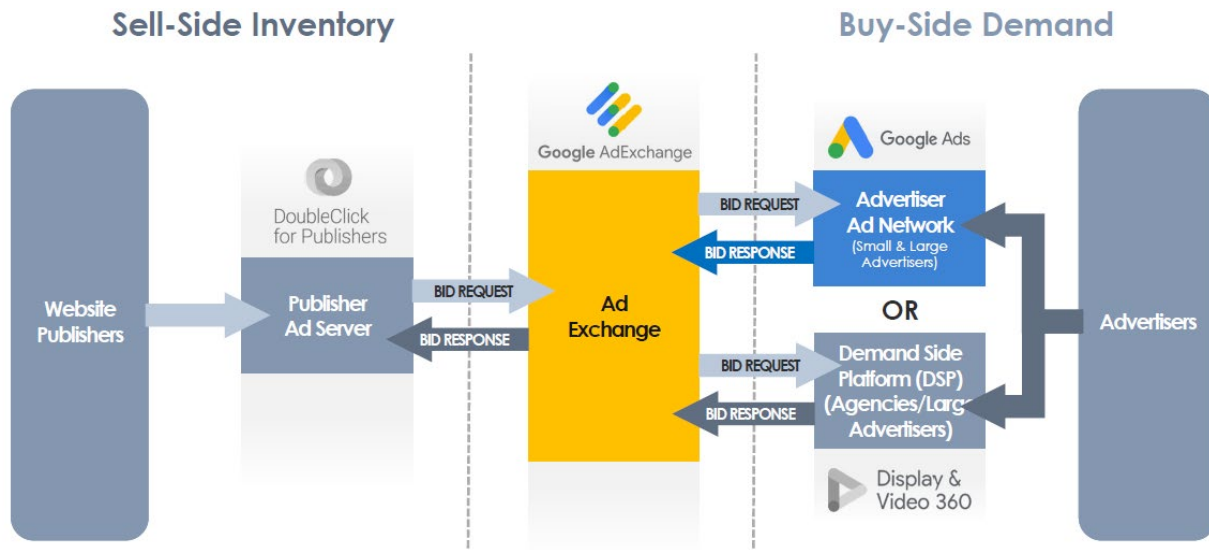 Sell-Side Inventory
Buy-Side Demand
Google AdExchange
Google Ads
DoubleClick
for Publishers
Website
Publishers
Publisher
Ad Server
BID REQUEST
BID RESPONSE
Ad
Exchange
BID REQUEST
BID RESPONSE
Advertiser
Ad Network
(Small & Large
Advertisers)
OR
BID REQUEST
BID RESPONSE
Demand Side
Platform (DSP)
(Agencies/Larg
Advertisers)
Display &
Video 360
Advertisers